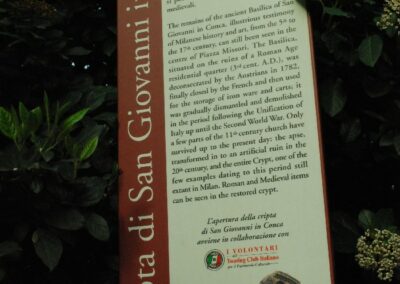 medievali.
The remains of the ancient Basilica of San
Giovanni in Conca, illustrious testimony
of Milanese history and art, from the 5th to
the 17th century, can still been seen in the
centre of Piazza Missori. The Basilica,
situated on the ruins of a Roman Age
residential quarter (3rd cent. A.D.), was
deconsecrated by the Austrians in 1782,
finally closed by the French and then used
for the storage of iron ware and carts; it
was gradually dismantled and demolished
in the period following the Unification of
Italy up until the Second World War. Only
a few parts of the 11th century church have
survived up to the present day: the apse,
transformed in to an artificial ruin in the
20th century, and the entire Crypt, one of the
few examples dating to this period still
extant in Milan. Roman and Medieval items
can be seen in the restored crypt.
L'apertura della cripta
di San Giovanni in Conca
avviene in collaborazione con
I VOLONTARI
del
Touring Club Italiano
per il Patrimonio Culturale
pta di San Giovanni i